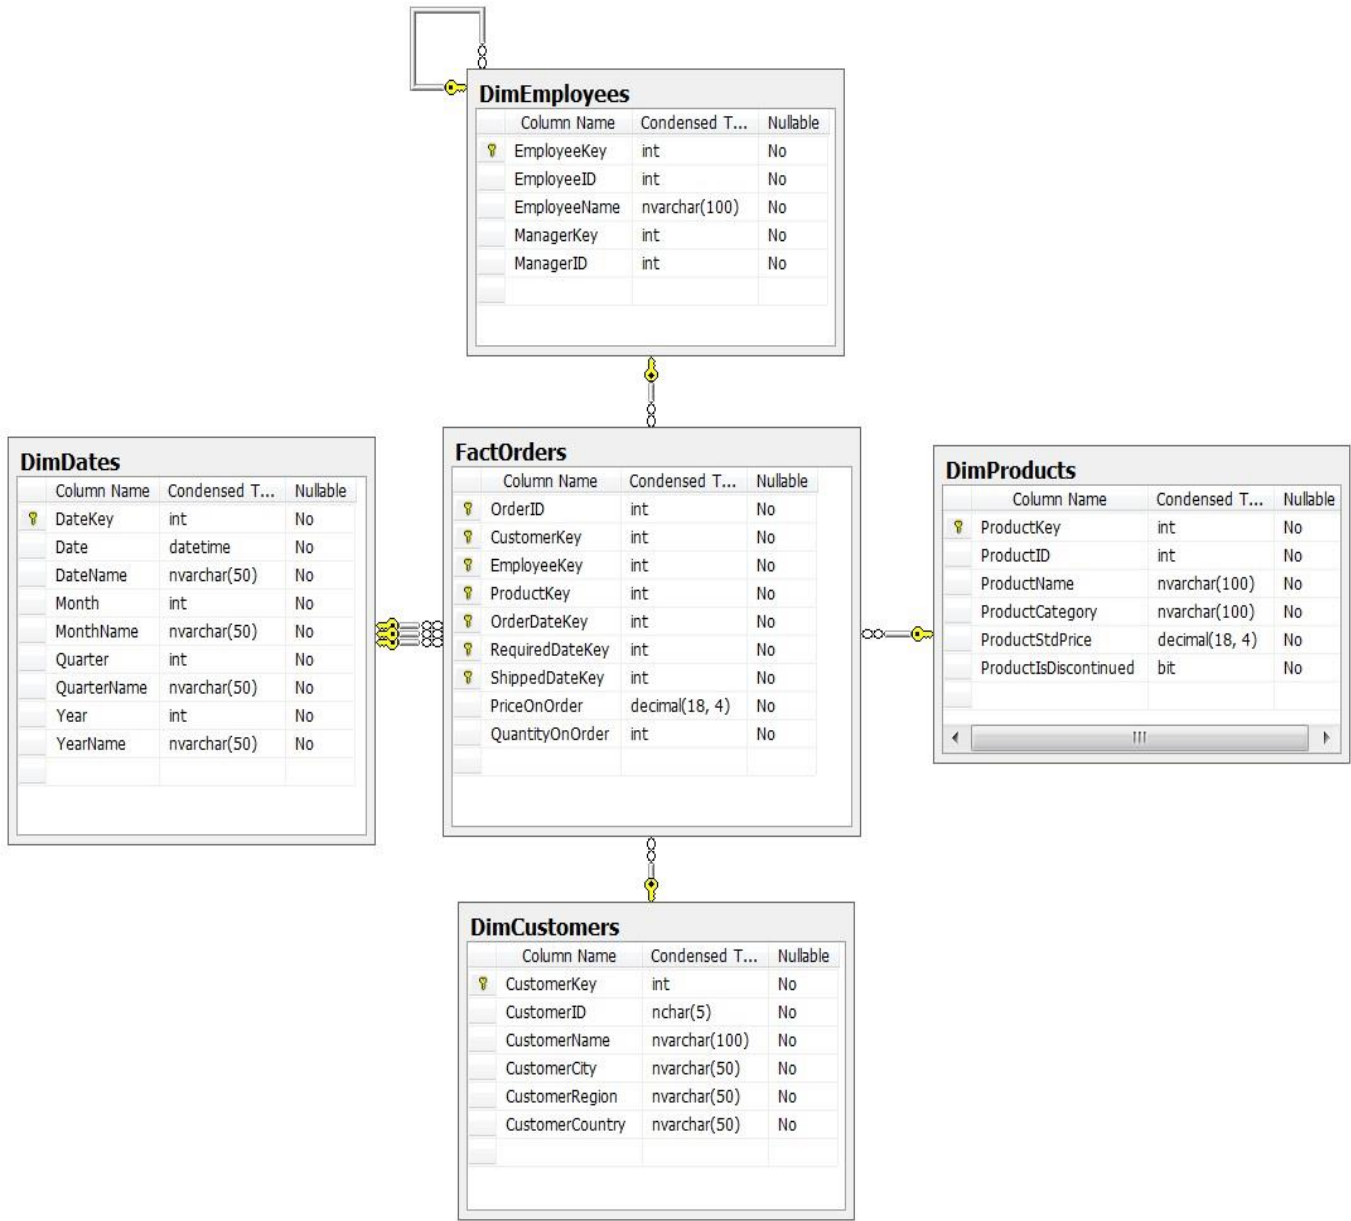 DimEmployees
Column Name Condensed T... Nullable
EmployeeKey int No
EmployeeID int No
EmployeeName nvarchar(100) No
ManagerKey int No
ManagerID int No
DimDates
Column Name Condensed T... Nullable
DateKey int No
Date datetime No
DateName nvarchar(50) No
Month int No
MonthName nvarchar(50) No
Quarter int No
QuarterName nvarchar(50) No
Year int No
YearName nvarchar(50) No
FactOrders
Column Name Condensed T... Nullable
OrderID int No
CustomerKey int No
EmployeeKey int No
ProductKey int No
OrderDateKey int No
RequiredDateKey int No
ShippedDateKey int No
PriceOnOrder decimal(18, 4) No
QuantityOnOrder int No
DimProducts
Column Name Condensed T... Nullable
ProductKey int No
ProductID int No
ProductName nvarchar(100) No
ProductCategory nvarchar(100) No
ProductStdPrice decimal(18, 4) No
ProductIsDiscontinued bit No
DimCustomers
Column Name Condensed T... Nullable
CustomerKey int No
CustomerID nchar(5) No
CustomerName nvarchar(100) No
CustomerCity nvarchar(50) No
CustomerRegion nvarchar(50) No
CustomerCountry nvarchar(50) No